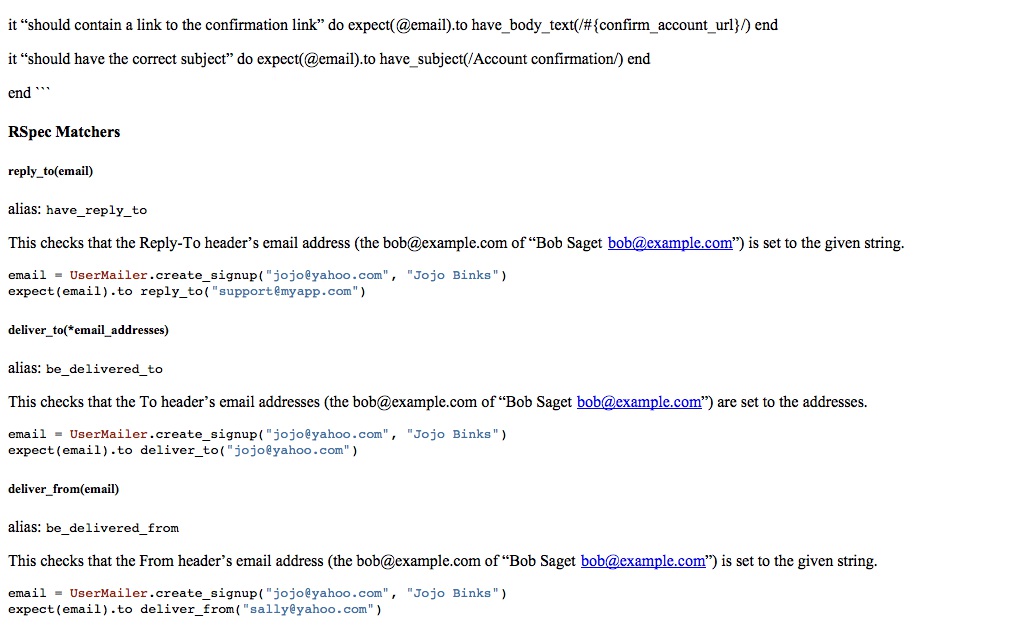 it “should contain a link to the confirmation link” do expect(@email).to have_body_text(/#{confirm_account_url}/) end
it “should have the correct subject” do expect(@email).to have_subject(/Account confirmation/) end
end ```
RSpec Matchers
reply_to(email)
alias: have_reply_to
This checks that the Reply-To header’s email address (the bob@example.com of “Bob Saget bob@example.com”) is set to the given string.
email = UserMailer.create_signup("jojo@yahoo.com", "Jojo Binks")
expect(email).to reply_to("support@myapp.com")
deliver_to(*email_addresses)
alias: be_delivered_to
This checks that the To header’s email addresses (the bob@example.com of “Bob Saget bob@example.com”) are set to the addresses.
email = UserMailer.create_signup("jojo@yahoo.com", "Jojo Binks")
expect(email).to deliver_to("jojo@yahoo.com")
deliver_from(email)
alias: be_delivered_from
This checks that the From header’s email address (the bob@example.com of “Bob Saget bob@example.com”) is set to the given string.
email = UserMailer.create_signup("jojo@yahoo.com", "Jojo Binks")
expect(email).to deliver_from("sally@yahoo.com")